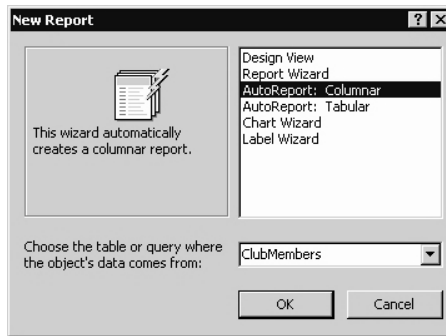 New Report
Design View
Report Wizard
AutoReport: Columnar
AutoReport: Tabular
Chart Wizard
Label Wizard
This wizard automatically
creates a columnar report.
Choose the table or query where
the object's data comes from:
ClubMembers
OK
Cancel